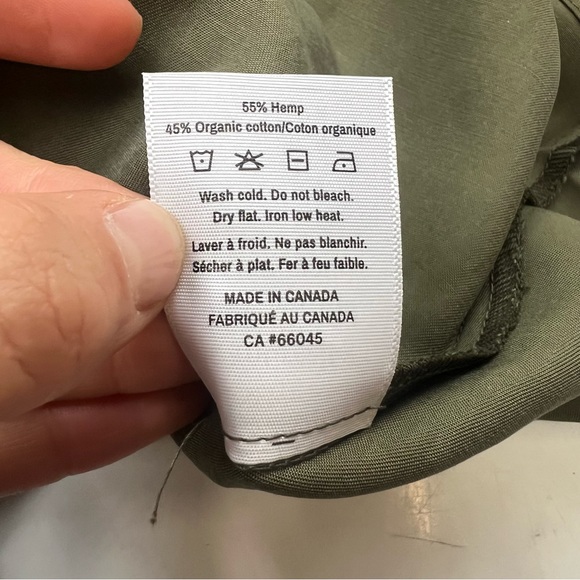 55% Hemp
45% Organic cotton/Coton organique
Wash cold. Do not bleach.
Dry flat. Iron low heat.
Laver à froid. Ne pas blanchir.
Sécher à plat. Fer à feu faible.
MADE IN CANADA
FABRIQUÉ AU CANADA
CA #66045